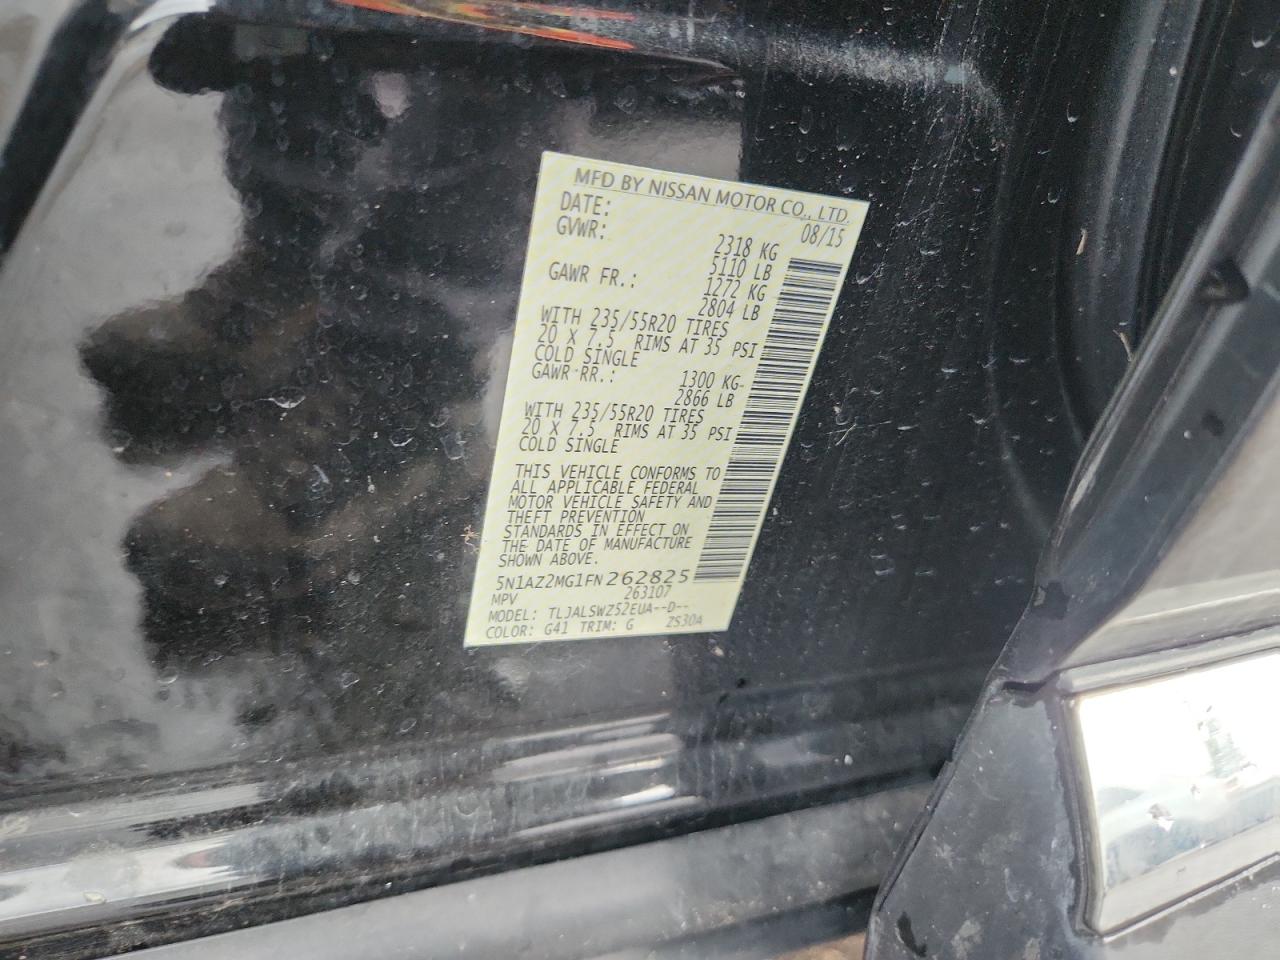 MFD BY NISSAN MOTOR CO., LTD.
DATE: 08/15
GVWR: 2318 KG
5110 LB
GAWR FR.: 1272 KG
2804 LB
WITH 235/55R20 TIRES
20 X 7.5 RIMS AT 35 PSI
COLD SINGLE
GAWR RR.: 1300 KG
2866 LB
WITH 235/55R20 TIRES
20 X 7.5 RIMS AT 35 PSI
COLD SINGLE
THIS VEHICLE CONFORMS TO
ALL APPLICABLE FEDERAL
MOTOR VEHICLE SAFETY AND
THEFT PREVENTION
STANDARDS IN EFFECT ON
THE DATE OF MANUFACTURE
SHOWN ABOVE.
5N1AZ2MG1FN262825
MPV 263107
MODEL: TLJALSWZ52EUA--D--
COLOR: G41 TRIM: G ZS30A